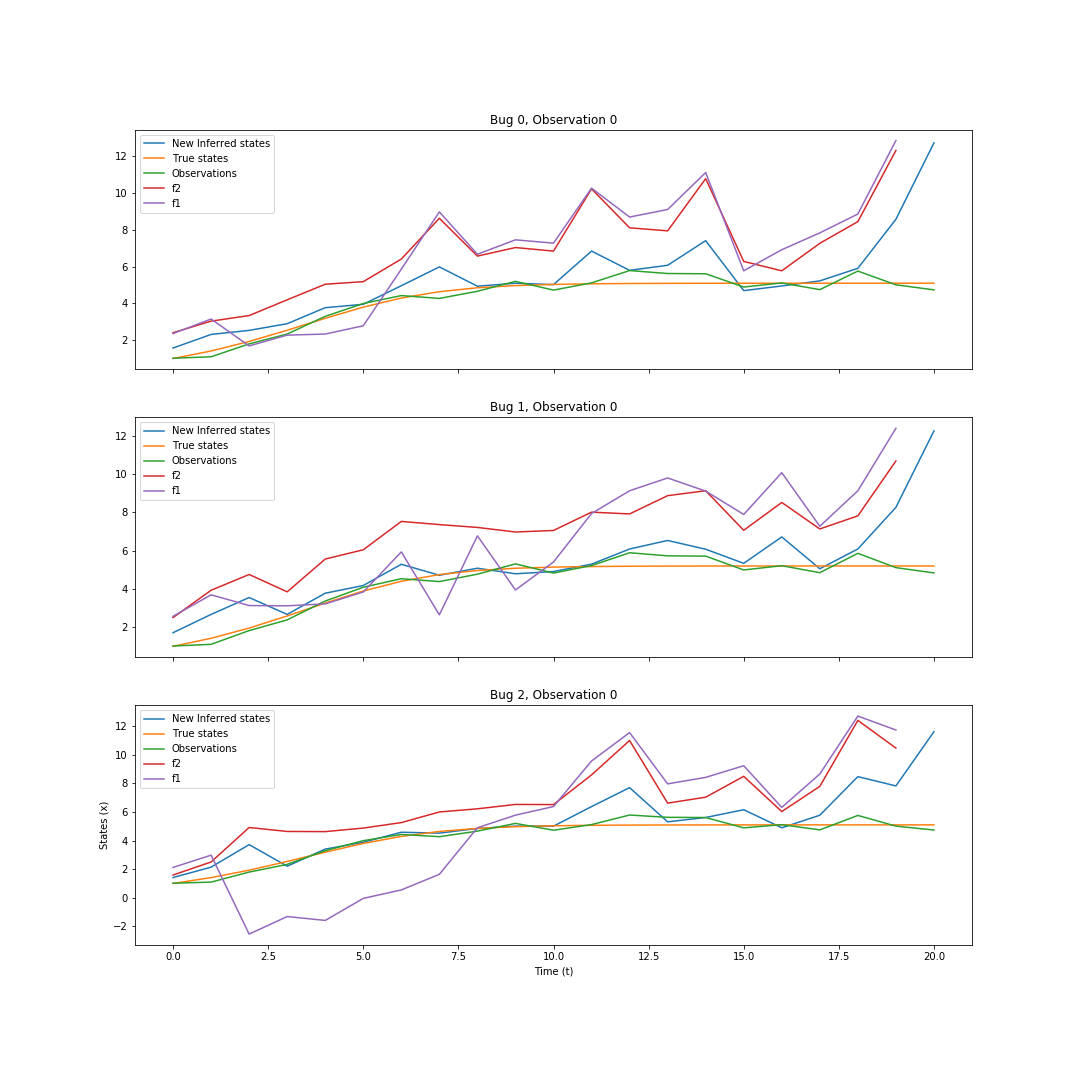 Bug 0, Observation 0
New Inferred states
True states
Observations
f2
f1
12
10
8
6
4
2
Bug 1, Observation 0
New Inferred states
True states
Observations
f2
f1
12
10
8
6
4
2
Bug 2, Observation 0
New Inferred states
True states
Observations
f2
f1
12
10
8
6
4
2
0
−2
States (x)
0.0 2.5 5.0 7.5 10.0 12.5 15.0 17.5 20.0
Time (t)